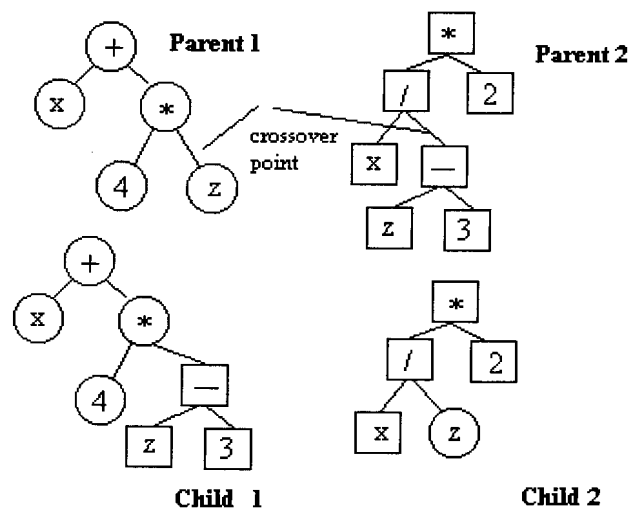 Parent 1
+
x
*
4
z
crossover
point
Parent 2
*
/
2
x
—
z
3
+
x
*
4
—
z
3
Child 1
*
/
2
x
z
Child 2